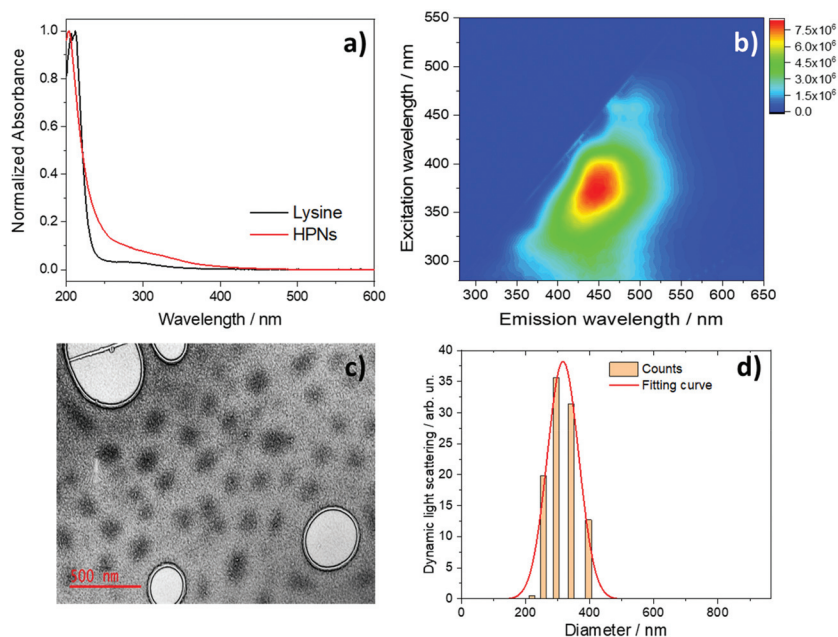 a)
Normalized Absorbance
1.0
0.8
0.6
0.4
0.2
0.0
Lysine
HPNs
200 300 400 500 600
Wavelength / nm
b)
Excitation wavelength / nm
550
500
450
400
350
300
300 350 400 450 500 550 600 650
Emission wavelength / nm
7.5x10⁶
6.0x10⁶
4.5x10⁶
3.0x10⁶
1.5x10⁶
0.0
c)
500 nm
d)
Dynamic light scattering / arb. un.
40
35
30
25
20
15
10
5
0
Counts
Fitting curve
0 200 400 600 800
Diameter / nm